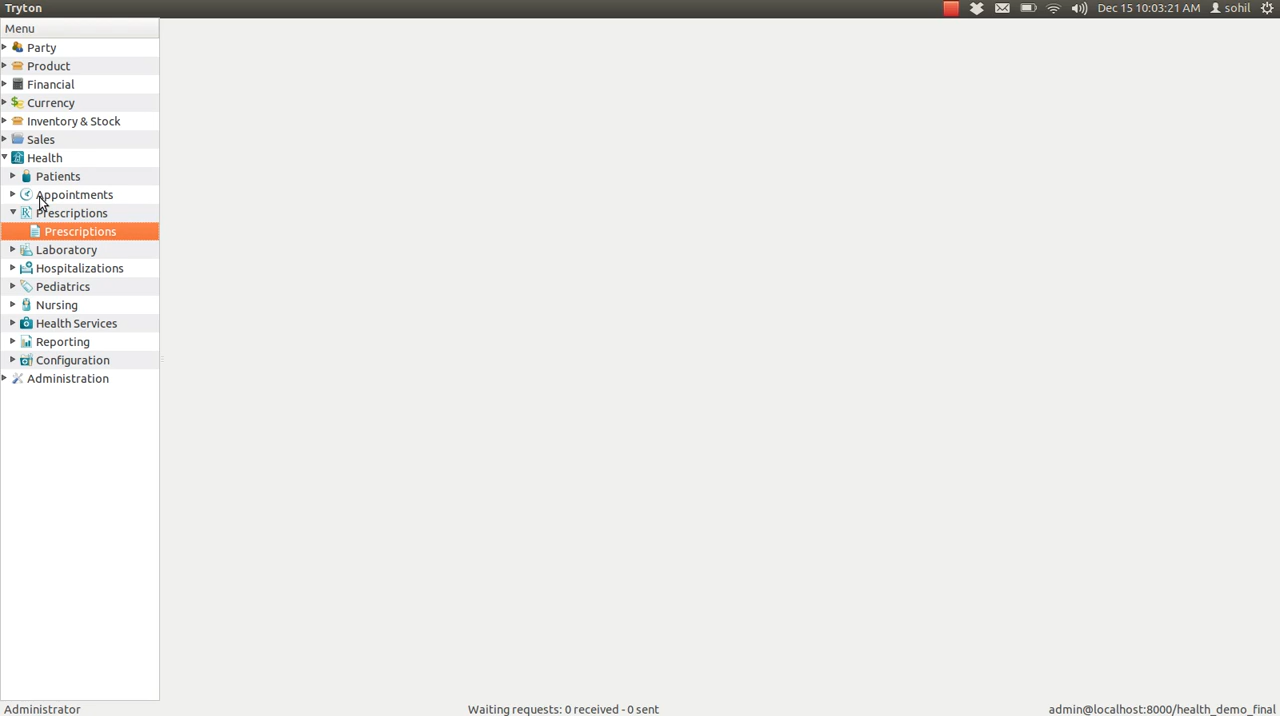 Tryton
Dec 15 10:03:21 AM
sohil
Menu
Party
Product
Financial
Currency
Inventory & Stock
Sales
Health
Patients
Appointments
Prescriptions
Prescriptions
Laboratory
Hospitalizations
Pediatrics
Nursing
Health Services
Reporting
Configuration
Administration
Administrator
Waiting requests: 0 received - 0 sent
admin@localhost:8000/health_demo_final